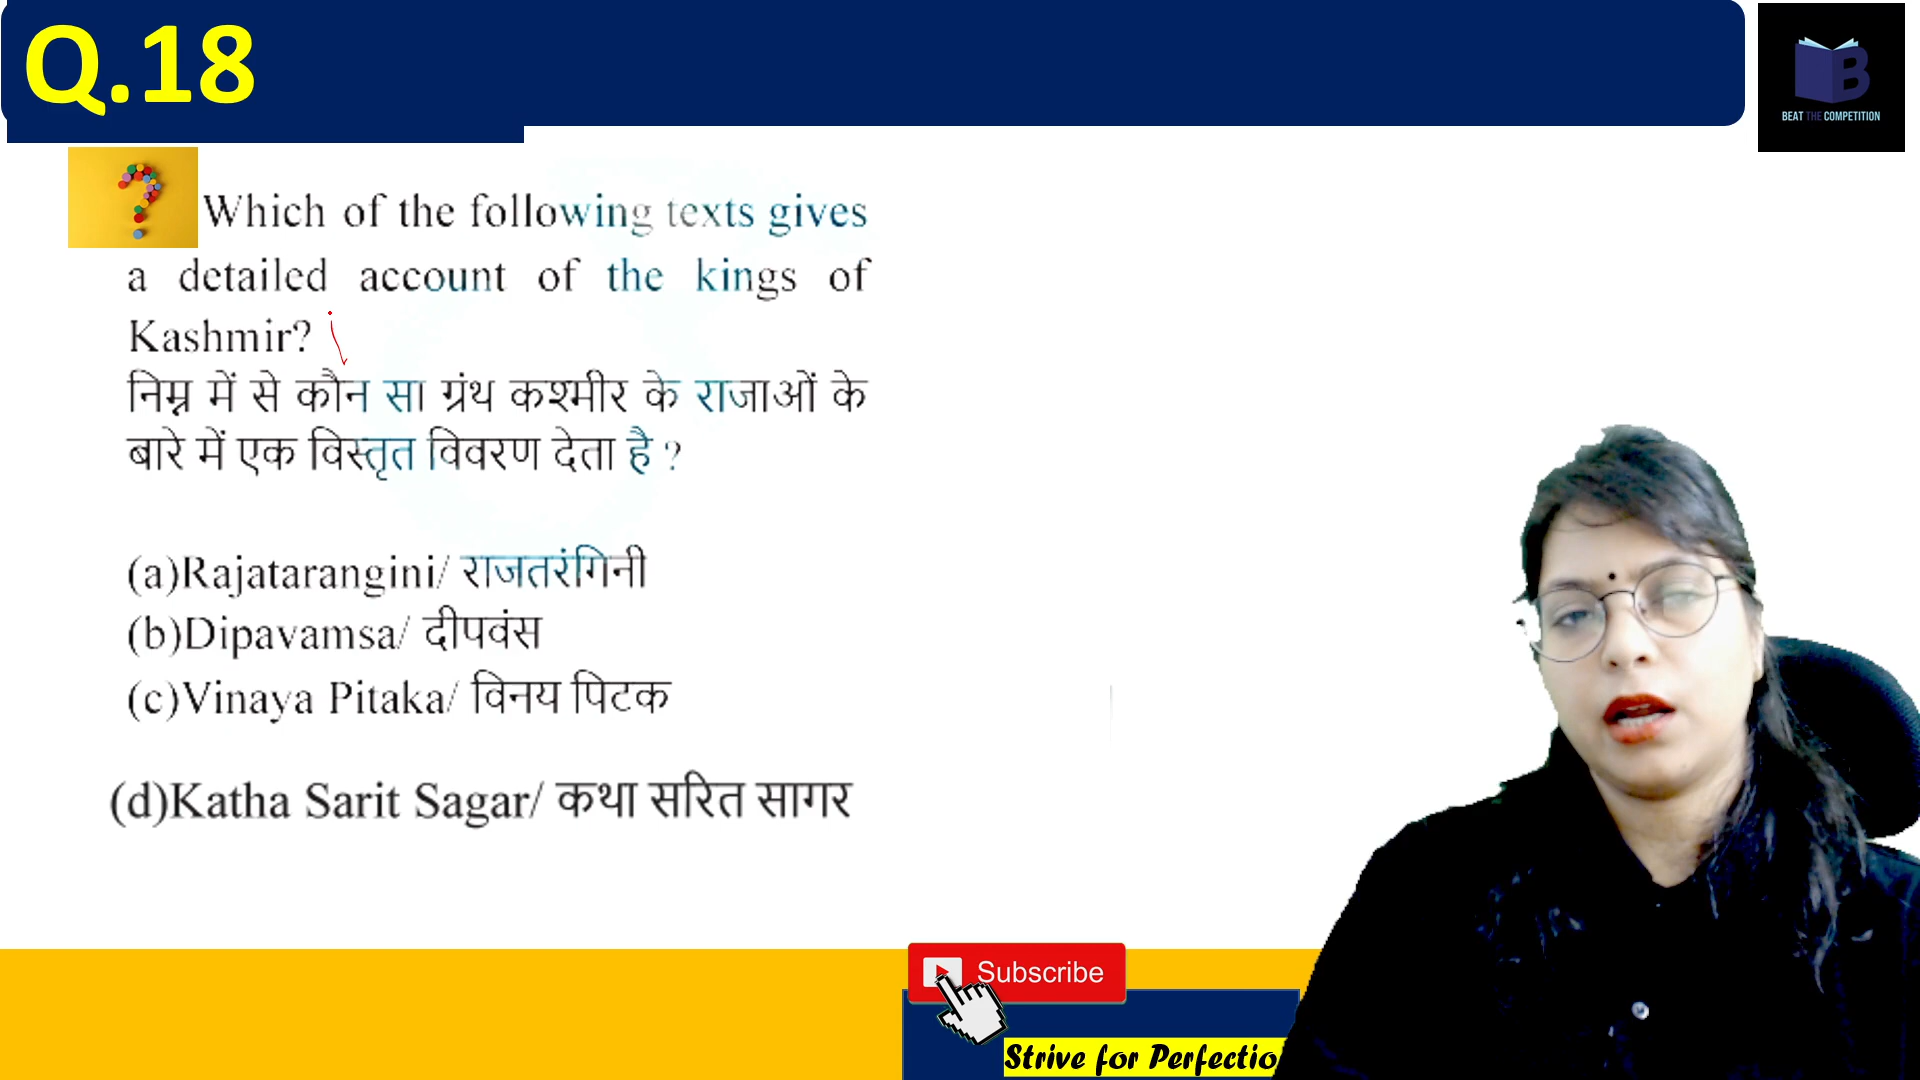 Q.18
BEAT THE COMPETITION
Which of the following texts gives
a detailed account of the kings of
Kashmir?
निम्न में से कौन सा ग्रंथ कश्मीर के राजाओं के
बारे में एक विस्तृत विवरण देता है ?
(a)Rajatarangini/ राजतरंगिनी
(b)Dipavamsa/ दीपवंस
(c)Vinaya Pitaka/ विनय पिटक
(d)Katha Sarit Sagar/ कथा सरित सागर
Subscribe
Strive for Perfectio